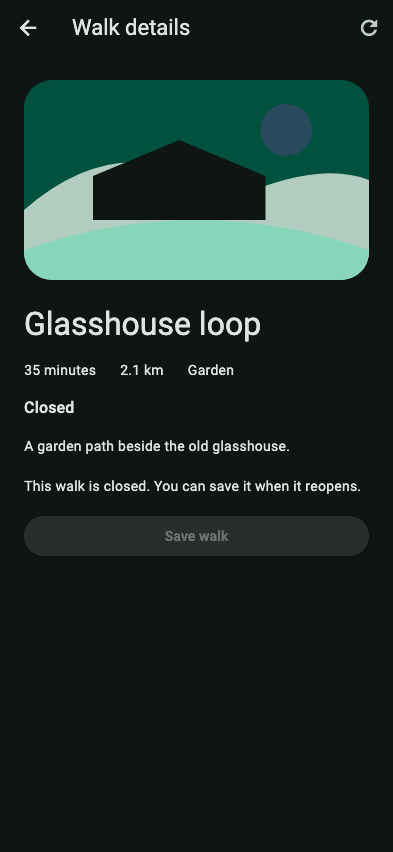 Walk details
Glasshouse loop
35 minutes 2.1 km Garden
Closed
A garden path beside the old glasshouse.
This walk is closed. You can save it when it reopens.
Save walk